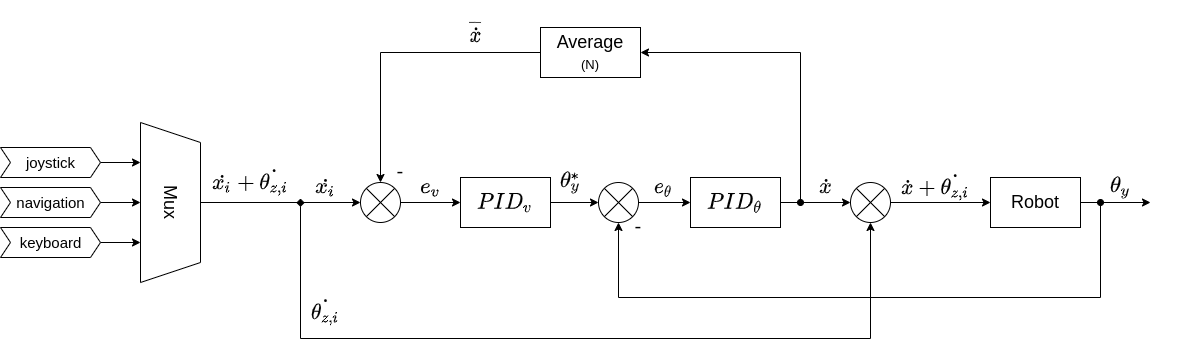 $\overline{\dot{x}}$
Average
(N)
joystick
navigation
keyboard
Mux
$\dot{x_i} + \dot{\theta_{z,i}}$
$\dot{x_i}$
-
$e_v$
$PID_v$
$\theta_y^*$
-
$e_\theta$
$PID_\theta$
$\dot{x}$
$\dot{x} + \dot{\theta_{z,i}}$
Robot
$\theta_y$
$\dot{\theta_{z,i}}$